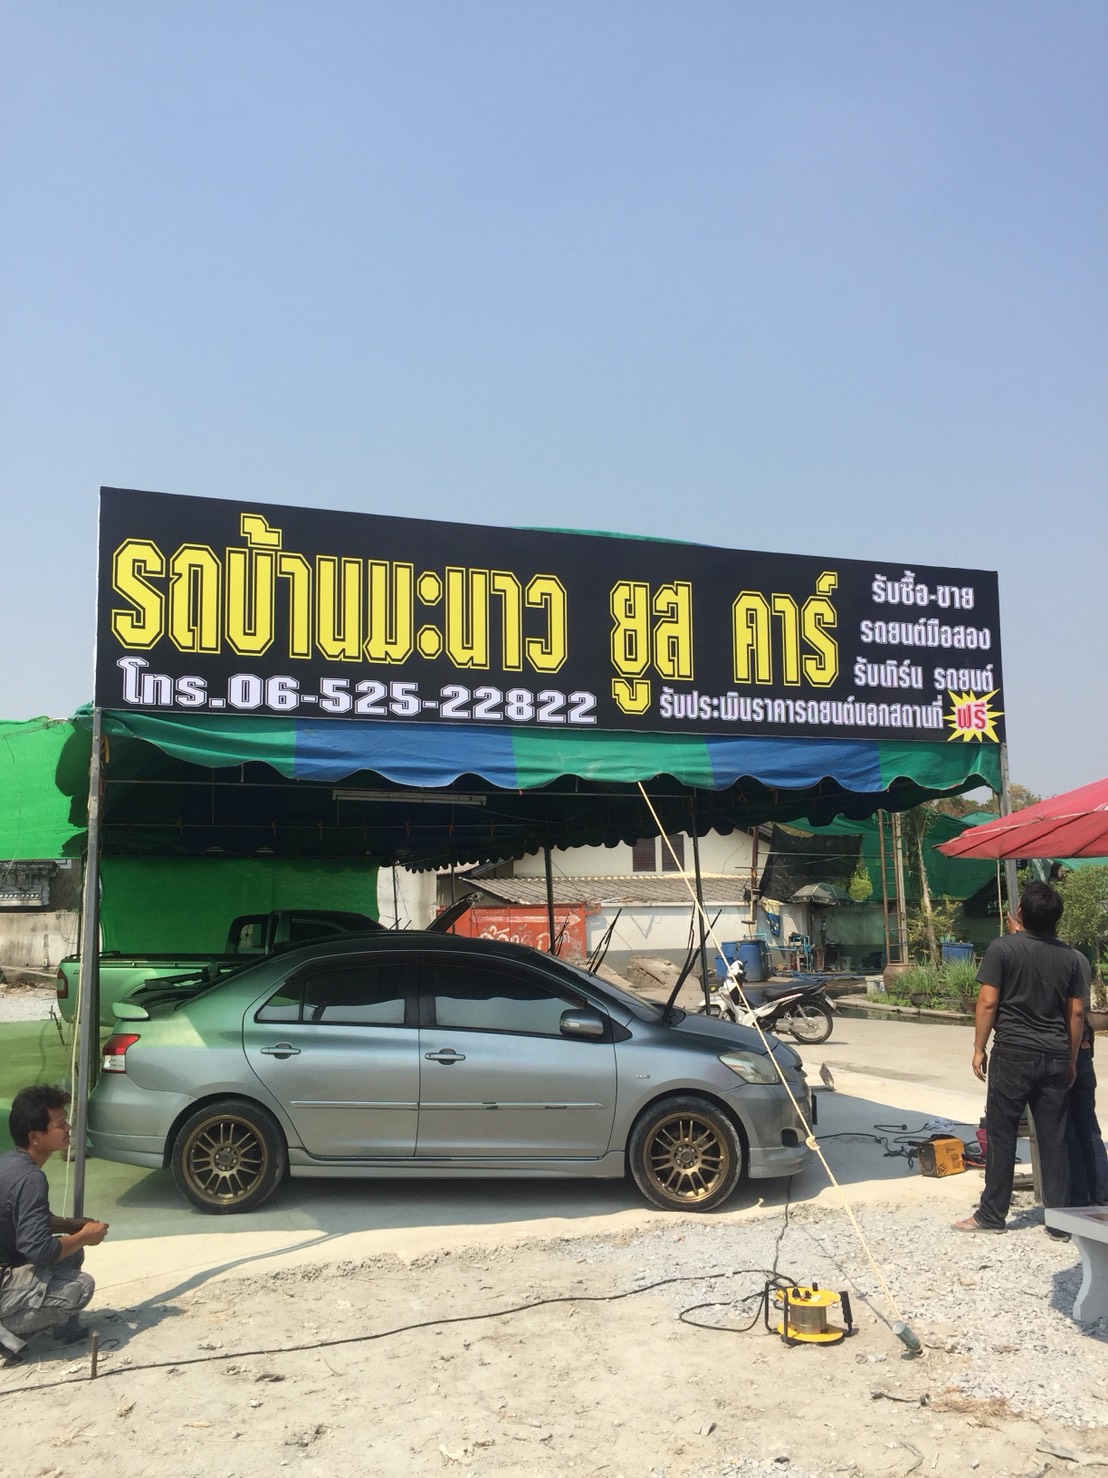 รถบ้านมะนาว ยูส คาร์
โทร.06-525-22822
รับซื้อ-ขาย
รถยนต์มือสอง
รับเทิร์น รถยนต์
รับประเมินราคารถยนต์นอกสถานที่ ฟรี